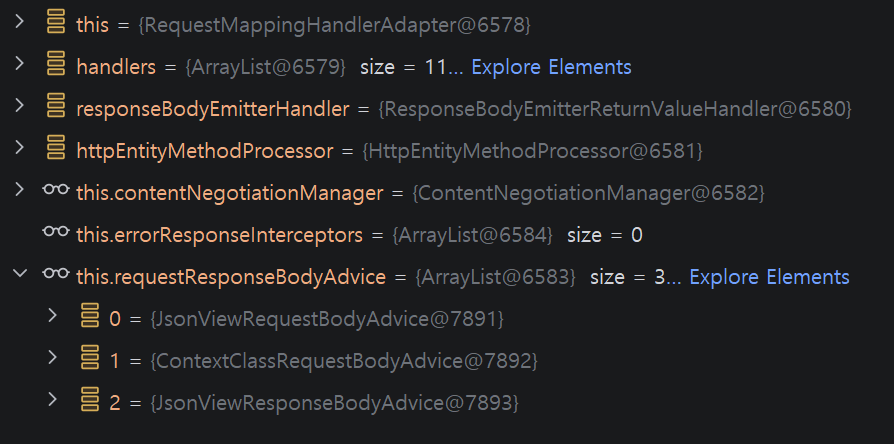 this = {RequestMappingHandlerAdapter@6578}
handlers = {ArrayList@6579} size = 11... Explore Elements
responseBodyEmitterHandler = {ResponseBodyEmitterReturnValueHandler@6580}
httpEntityMethodProcessor = {HttpEntityMethodProcessor@6581}
this.contentNegotiationManager = {ContentNegotiationManager@6582}
this.errorResponseInterceptors = {ArrayList@6584} size = 0
this.requestResponseBodyAdvice = {ArrayList@6583} size = 3... Explore Elements
0 = {JsonViewRequestBodyAdvice@7891}
1 = {ContextClassRequestBodyAdvice@7892}
2 = {JsonViewResponseBodyAdvice@7893}